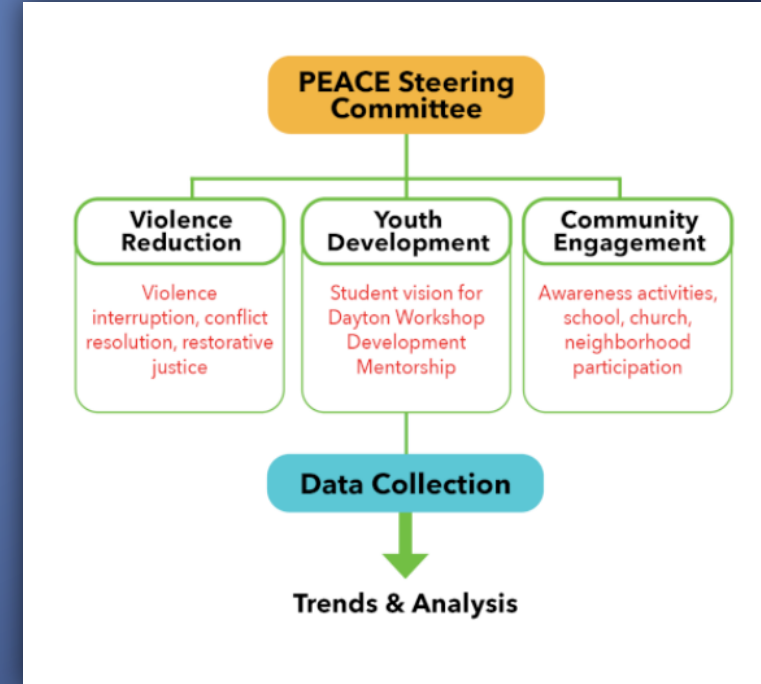 PEACE Steering
Committee
Violence
Reduction
Violence
interruption, conflict
resolution, restorative
justice
Youth
Development
Student vision for
Dayton Workshop
Development
Mentorship
Community
Engagement
Awareness activities,
school, church,
neighborhood
participation
Data Collection
Trends & Analysis